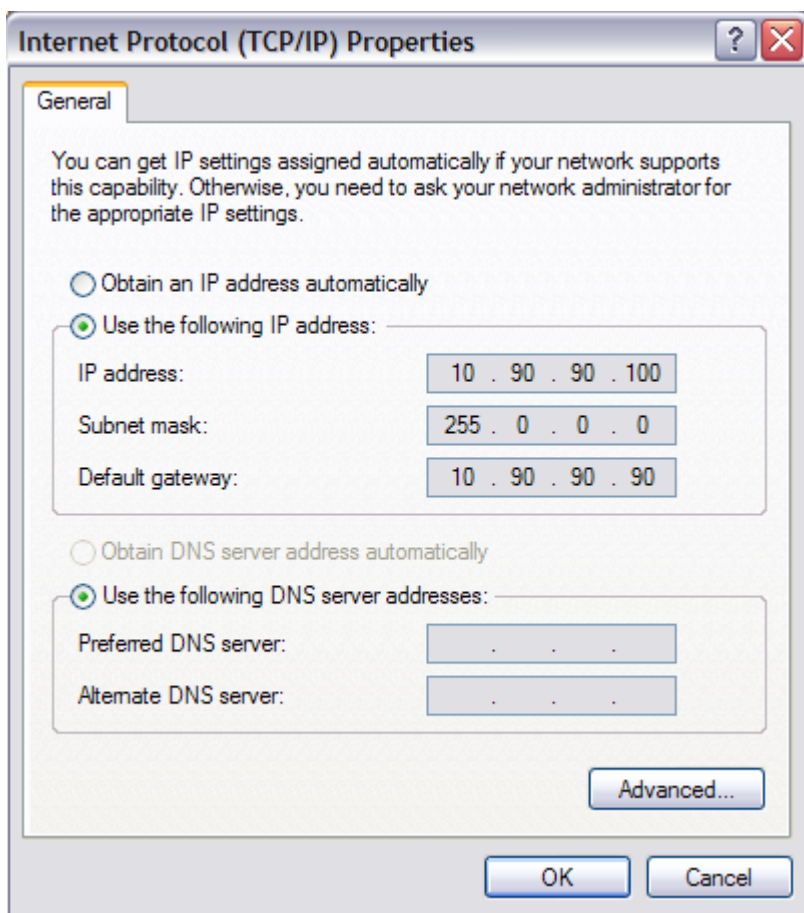 Internet Protocol (TCP/IP) Properties
General
You can get IP settings assigned automatically if your network supports
this capability. Otherwise, you need to ask your network administrator for
the appropriate IP settings.
Obtain an IP address automatically
Use the following IP address:
IP address: 10 . 90 . 90 . 100
Subnet mask: 255 . 0 . 0 . 0
Default gateway: 10 . 90 . 90 . 90
Obtain DNS server address automatically
Use the following DNS server addresses:
Preferred DNS server: . . .
Alternate DNS server: . . .
Advanced...
OK Cancel